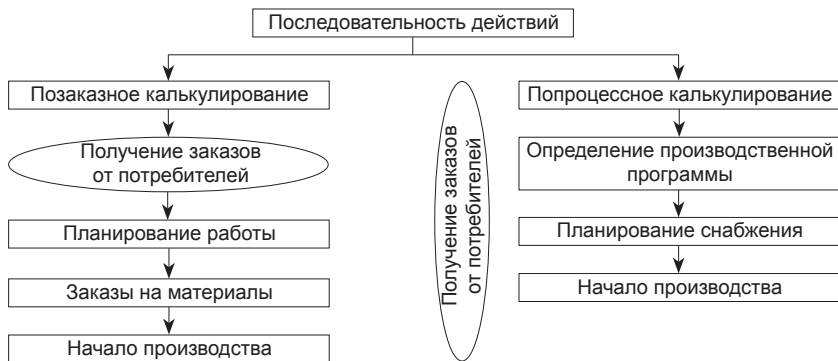 Последовательность действий
Позаказное калькулирование
Получение заказов
от потребителей
Планирование работы
Заказы на материалы
Начало производства
Получение заказов
от потребителей
Попроцессное калькулирование
Определение производственной
программы
Планирование снабжения
Начало производства